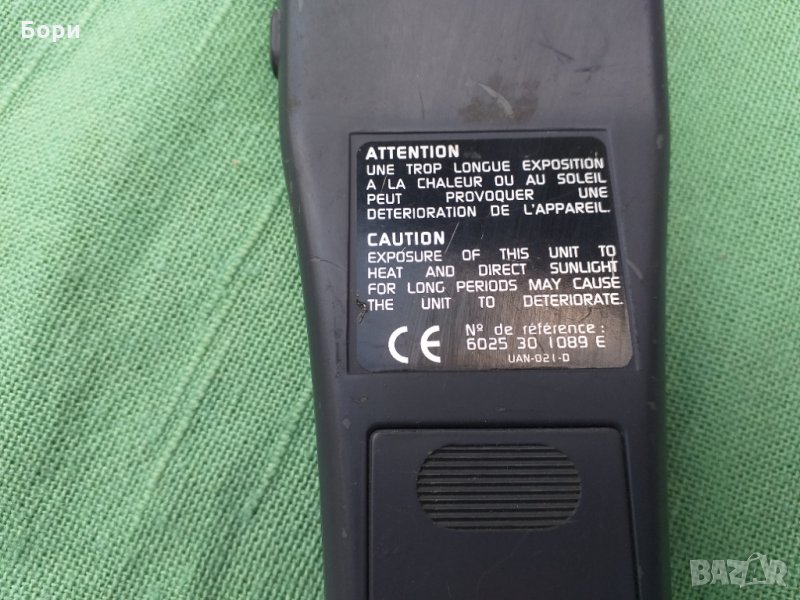 Бори
ATTENTION
UNE TROP LONGUE EXPOSITION
A LA CHALEUR OU AU SOLEIL
PEUT PROVOQUER UNE
DETERIORATION DE L'APPAREIL.
CAUTION
EXPOSURE OF THIS UNIT TO
HEAT AND DIRECT SUNLIGHT
FOR LONG PERIODS MAY CAUSE
THE UNIT TO DETERIORATE.
CE Nº de référence :
6025 30 1089 E
UAN-021-D
BAZAR